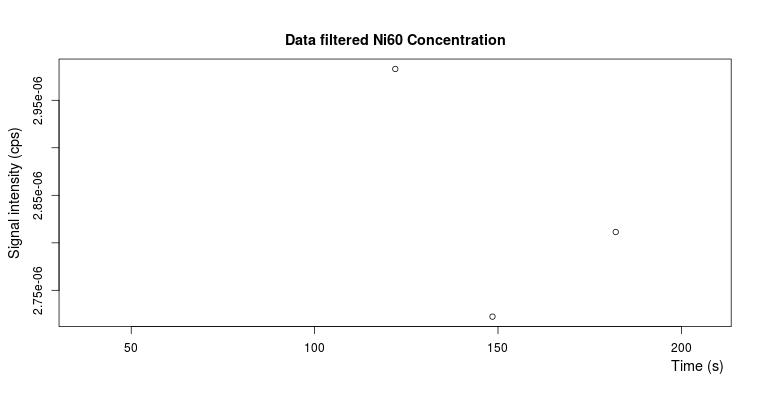 Data filtered Ni60 Concentration
Signal intensity (cps)
2.95e-06
2.85e-06
2.75e-06
50 100 150 200
Time (s)